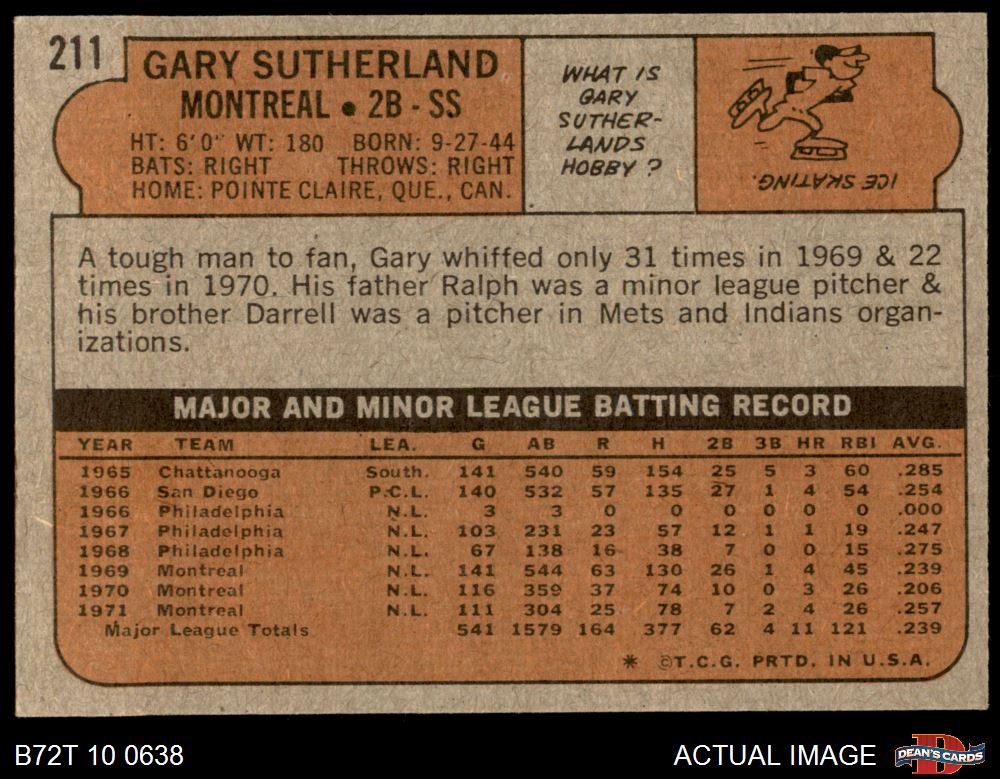 211
GARY SUTHERLAND
MONTREAL • 2B - SS
HT: 6'0" WT: 180 BORN: 9-27-44
BATS: RIGHT THROWS: RIGHT
HOME: POINTE CLAIRE, QUE., CAN.
WHAT IS
GARY
SUTHER-
LANDS
HOBBY ?
ICE SKATING.
A tough man to fan, Gary whiffed only 31 times in 1969 & 22
times in 1970. His father Ralph was a minor league pitcher &
his brother Darrell was a pitcher in Mets and Indians organ-
izations.
MAJOR AND MINOR LEAGUE BATTING RECORD
YEAR TEAM LEA. G AB R H 2B 3B HR RBI AVG.
1965 Chattanooga South. 141 540 59 154 25 5 3 60 .285
1966 San Diego P.C.L. 140 532 57 135 27 1 4 54 .254
1966 Philadelphia N.L. 3 3 0 0 0 0 0 0 .000
1967 Philadelphia N.L. 103 231 23 57 12 1 1 19 .247
1968 Philadelphia N.L. 67 138 16 38 7 0 0 15 .275
1969 Montreal N.L. 141 544 63 130 26 1 4 45 .239
1970 Montreal N.L. 116 359 37 74 10 0 3 26 .206
1971 Montreal N.L. 111 304 25 78 7 2 4 26 .257
Major League Totals 541 1579 164 377 62 4 11 121 .239
* ©T.C.G. PRTD. IN U.S.A.
B72T 10 0638 ACTUAL IMAGE D DEAN'S CARDS